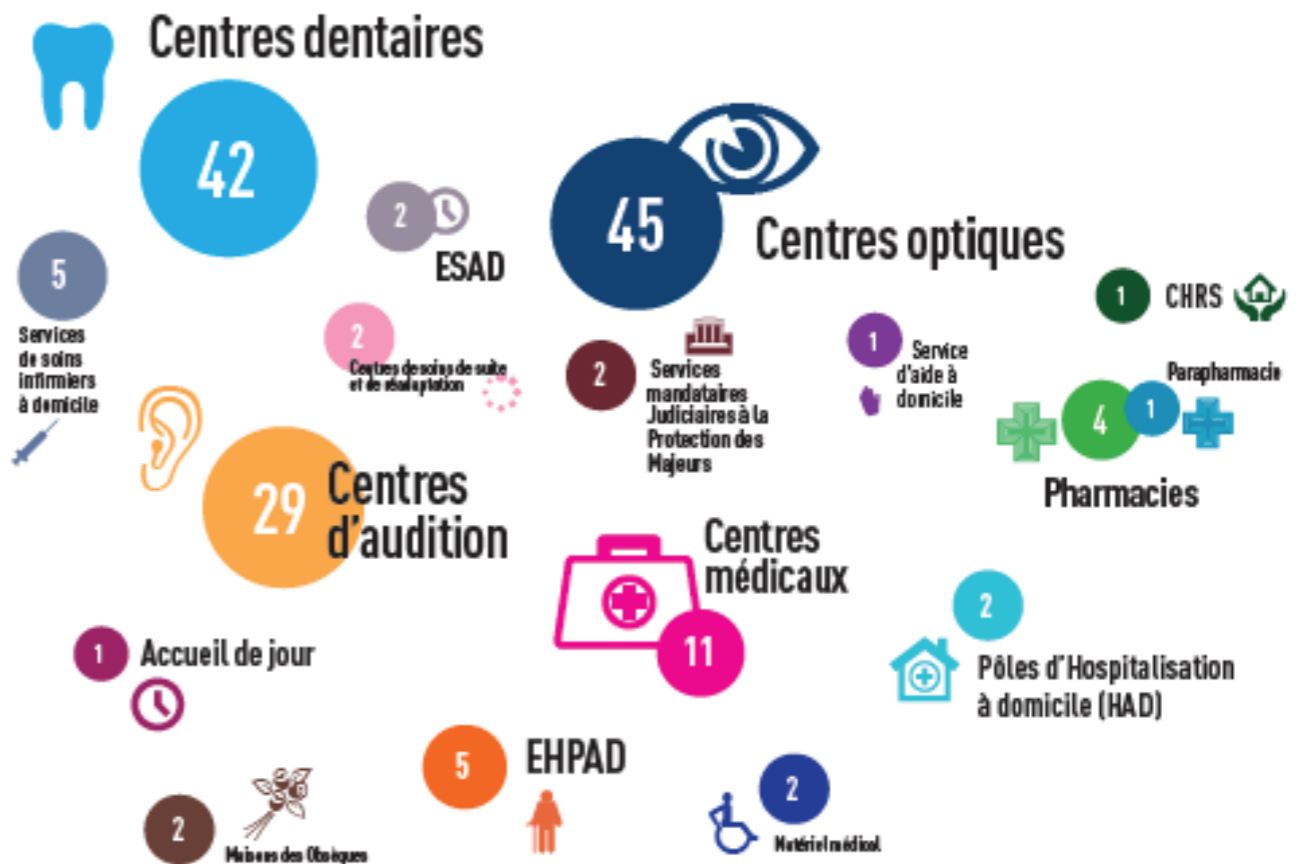 Centres dentaires
42
2
ESAD
45
Centres optiques
5
Services
de soins
infirmiers
à domicile
2
Centres de soins de suite
et de réadaptation
2
Services
mandataires
Judiciaires à la
Protection des
Majeurs
1
Service
d'aide à
domicile
1
CHRS
Parapharmacie
4
1
Pharmacies
29
Centres
d'audition
Centres
médicaux
11
2
Pôles d'Hospitalisation
à domicile (HAD)
1
Accueil de jour
5
EHPAD
2
Maisons des Obsèques
2
Matériel médical